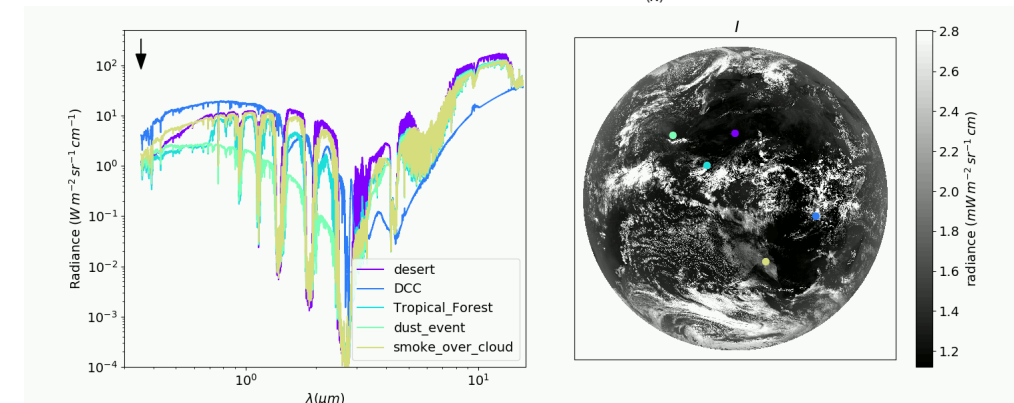 (K)
I
10² 10¹ 10⁰ 10⁻¹ 10⁻² 10⁻³ 10⁻⁴
Radiance (W m⁻² sr⁻¹ cm⁻¹)
desert
DCC
Tropical_Forest
dust_event
smoke_over_cloud
10⁰ 10¹
λ(μm)
2.8
2.6
2.4
2.2
2.0
1.8
1.6
1.4
1.2
radiance (mW m⁻² sr⁻¹ cm)